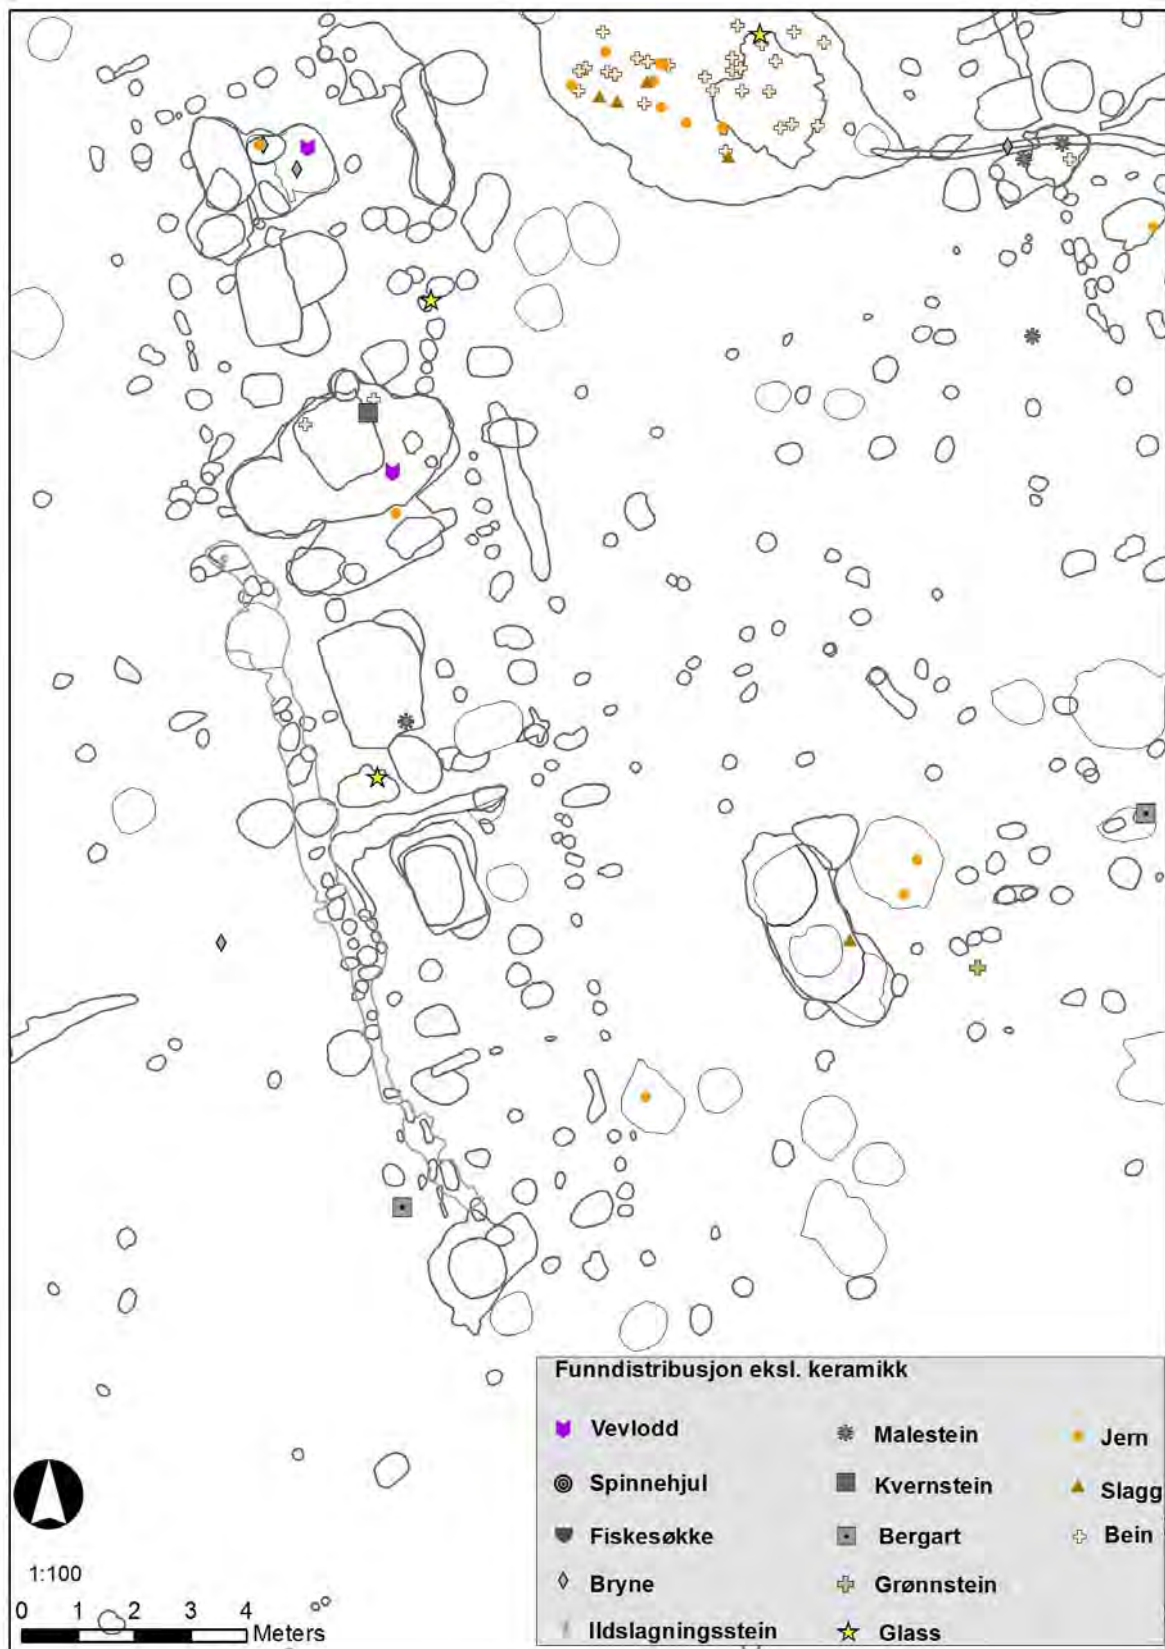 Funndistribusjon eksl. keramikk
Vevlodd
Spinnehjul
Fiskesøkke
Bryne
Ildslagningsstein
Malestein
Kvernstein
Bergart
Grønnstein
Glass
Jern
Slagg
Bein
1:100
0 1 2 3 4
Meters